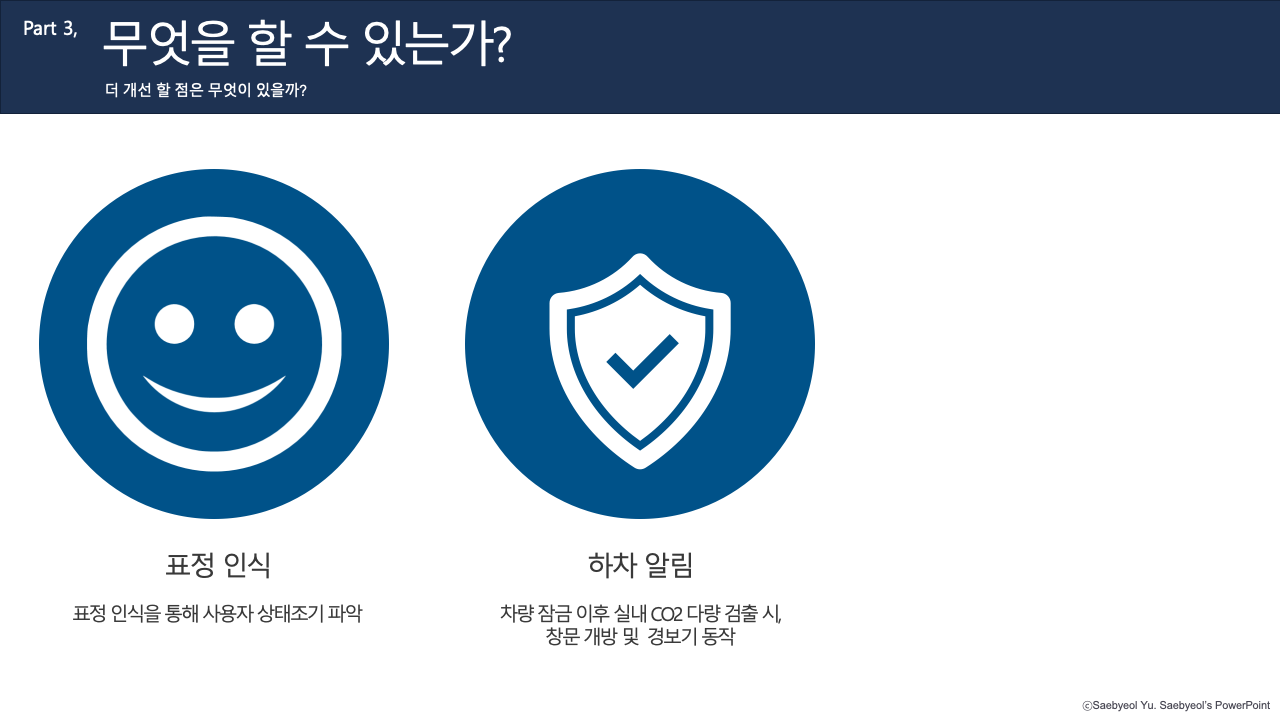 Part 3,
무엇을 할 수 있는가?
더 개선 할 점은 무엇이 있을까?
표정 인식
표정 인식을 통해 사용자 상태조기 파악
하차 알림
차량 잠금 이후 실내 CO2 다량 검출 시,
창문 개방 및 경보기 동작
ⓒSaebyeol Yu. Saebyeol's PowerPoint